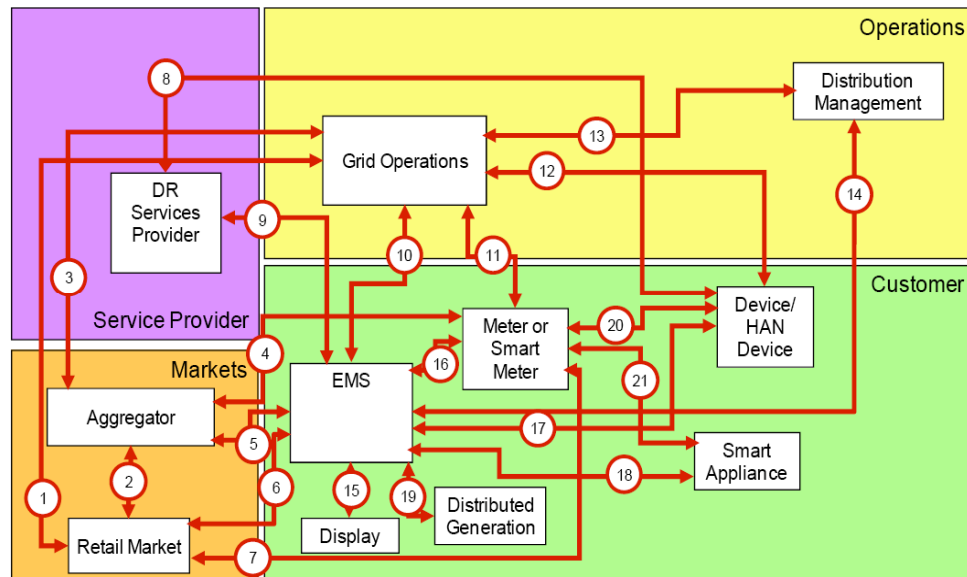 Operations
8
Distribution
Management
13
Grid Operations
12
DR
Services
Provider
9
14
10
11
3
Service Provider
Customer
Device/
HAN
Device
Meter or
Smart
Meter
20
4
16
21
Markets
EMS
Aggregator
5
17
Smart
Appliance
18
6
2
1
15
19
Distributed
Generation
Retail Market
Display
7